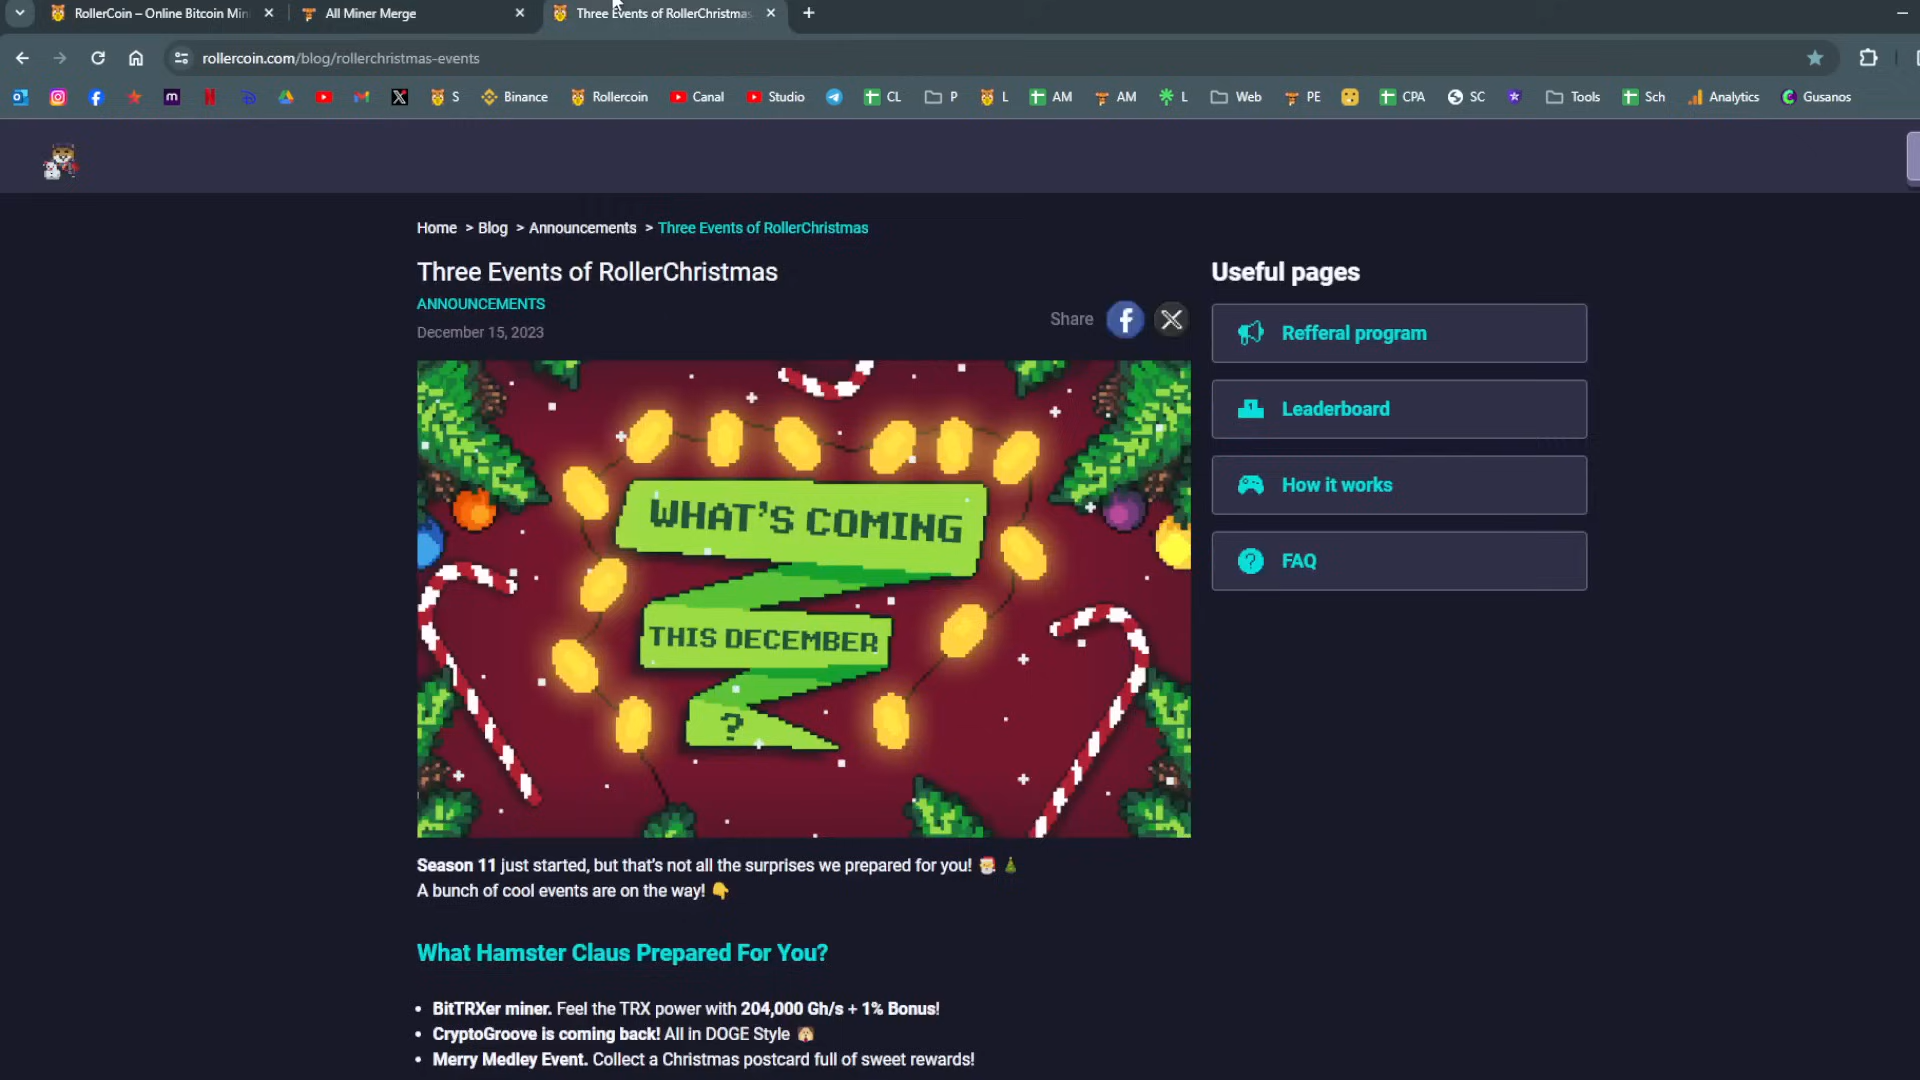 RollerCoin – Online Bitcoin Min
All Miner Merge
Three Events of RollerChristmas
rollercoin.com/blog/rollerchristmas-events
S
Binance
Rollercoin
Canal
Studio
CL
P
L
AM
AM
L
Web
PE
CPA
SC
Tools
Sch
Analytics
Gusanos
Home > Blog > Announcements > Three Events of RollerChristmas
Three Events of RollerChristmas
ANNOUNCEMENTS
December 15, 2023
Share
WHAT'S COMING
THIS DECEMBER
?
Season 11 just started, but that's not all the surprises we prepared for you! 🎅 🎄
A bunch of cool events are on the way! 👇
What Hamster Claus Prepared For You?
• BitTRXer miner. Feel the TRX power with 204,000 Gh/s + 1% Bonus!
• CryptoGroove is coming back! All in DOGE Style 🐶
• Merry Medley Event. Collect a Christmas postcard full of sweet rewards!
Useful pages
Refferal program
Leaderboard
How it works
FAQ